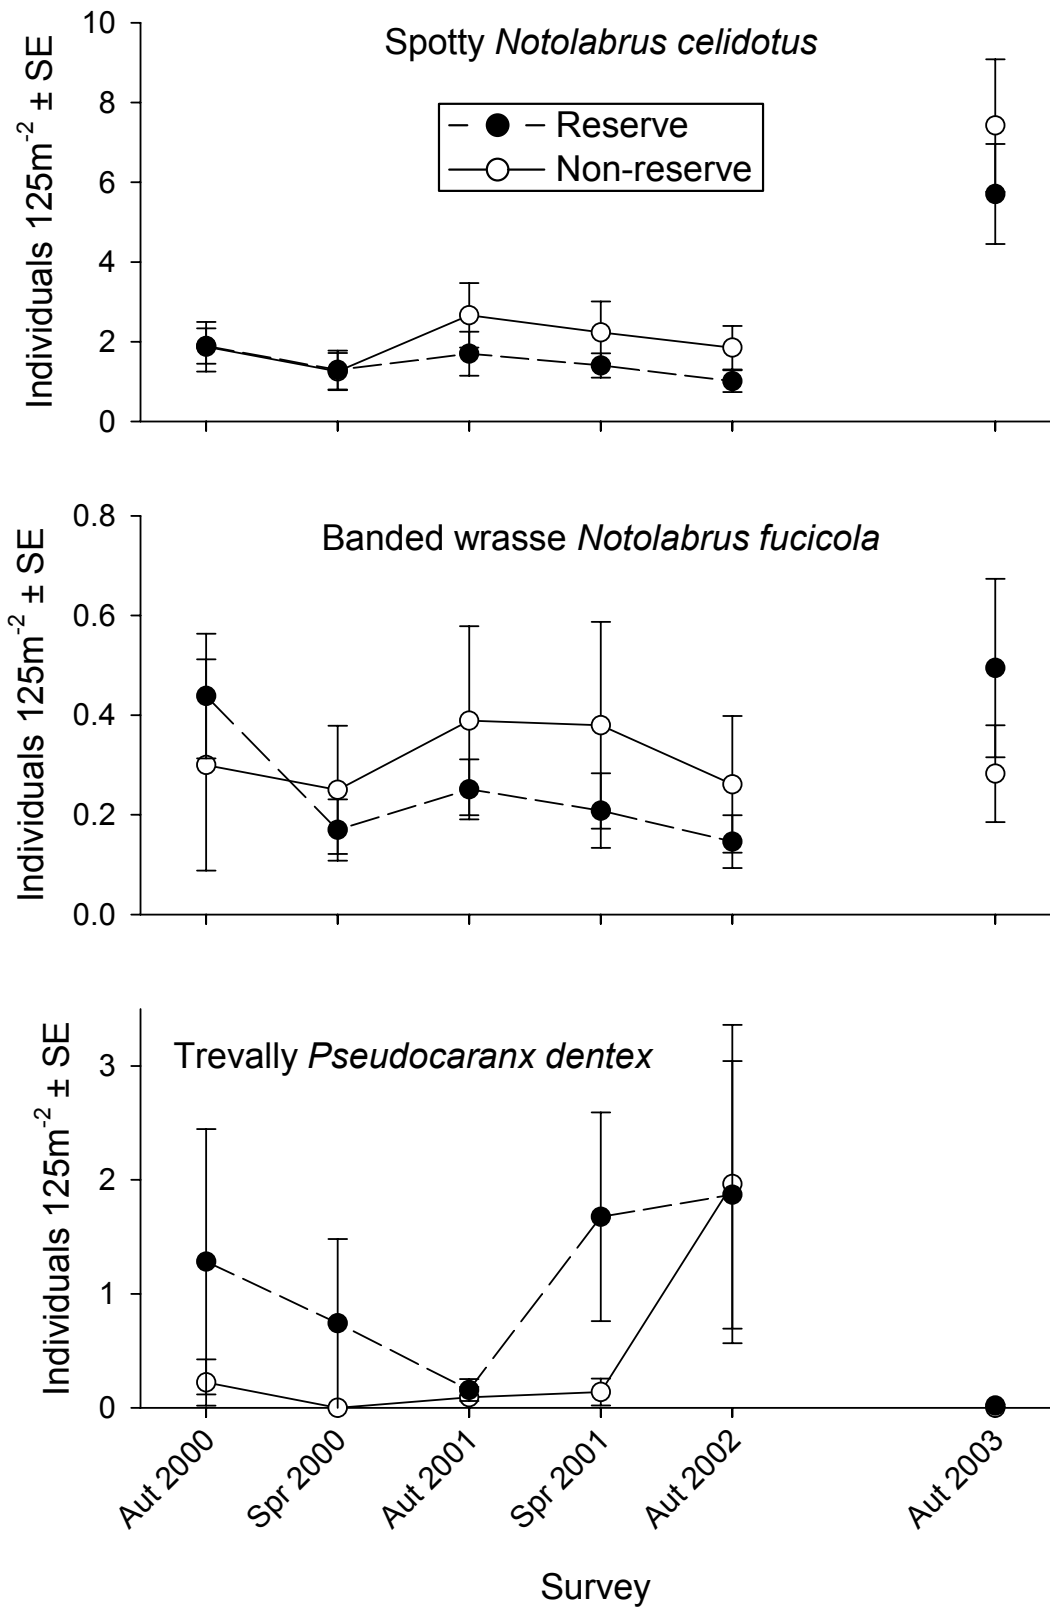 Spotty Notolabrus celidotus
Reserve
Non-reserve
Individuals 125m⁻² ± SE
10
8
6
4
2
0
Banded wrasse Notolabrus fucicola
Individuals 125m⁻² ± SE
0.8
0.6
0.4
0.2
0.0
Trevally Pseudocaranx dentex
Individuals 125m⁻² ± SE
3
2
1
0
Aut 2000
Spr 2000
Aut 2001
Spr 2001
Aut 2002
Aut 2003
Survey